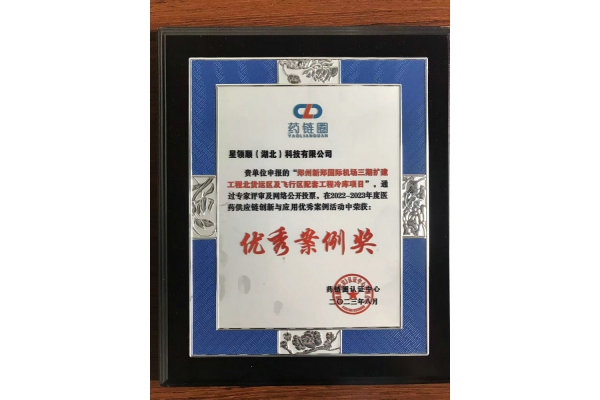 药链圈
YAOLIANQUAN
星领顺(湖北)科技有限公司
贵单位申报的“郑州新郑国际机场三期扩建
工程北货运区及飞行区配套工程冷库项目”,通
过专家评审及网络公开投票,在2022-2023年度医
药供应链创新与应用优秀案例活动中荣获:
优秀案例奖
药链圈认证中心
二〇二三年八月